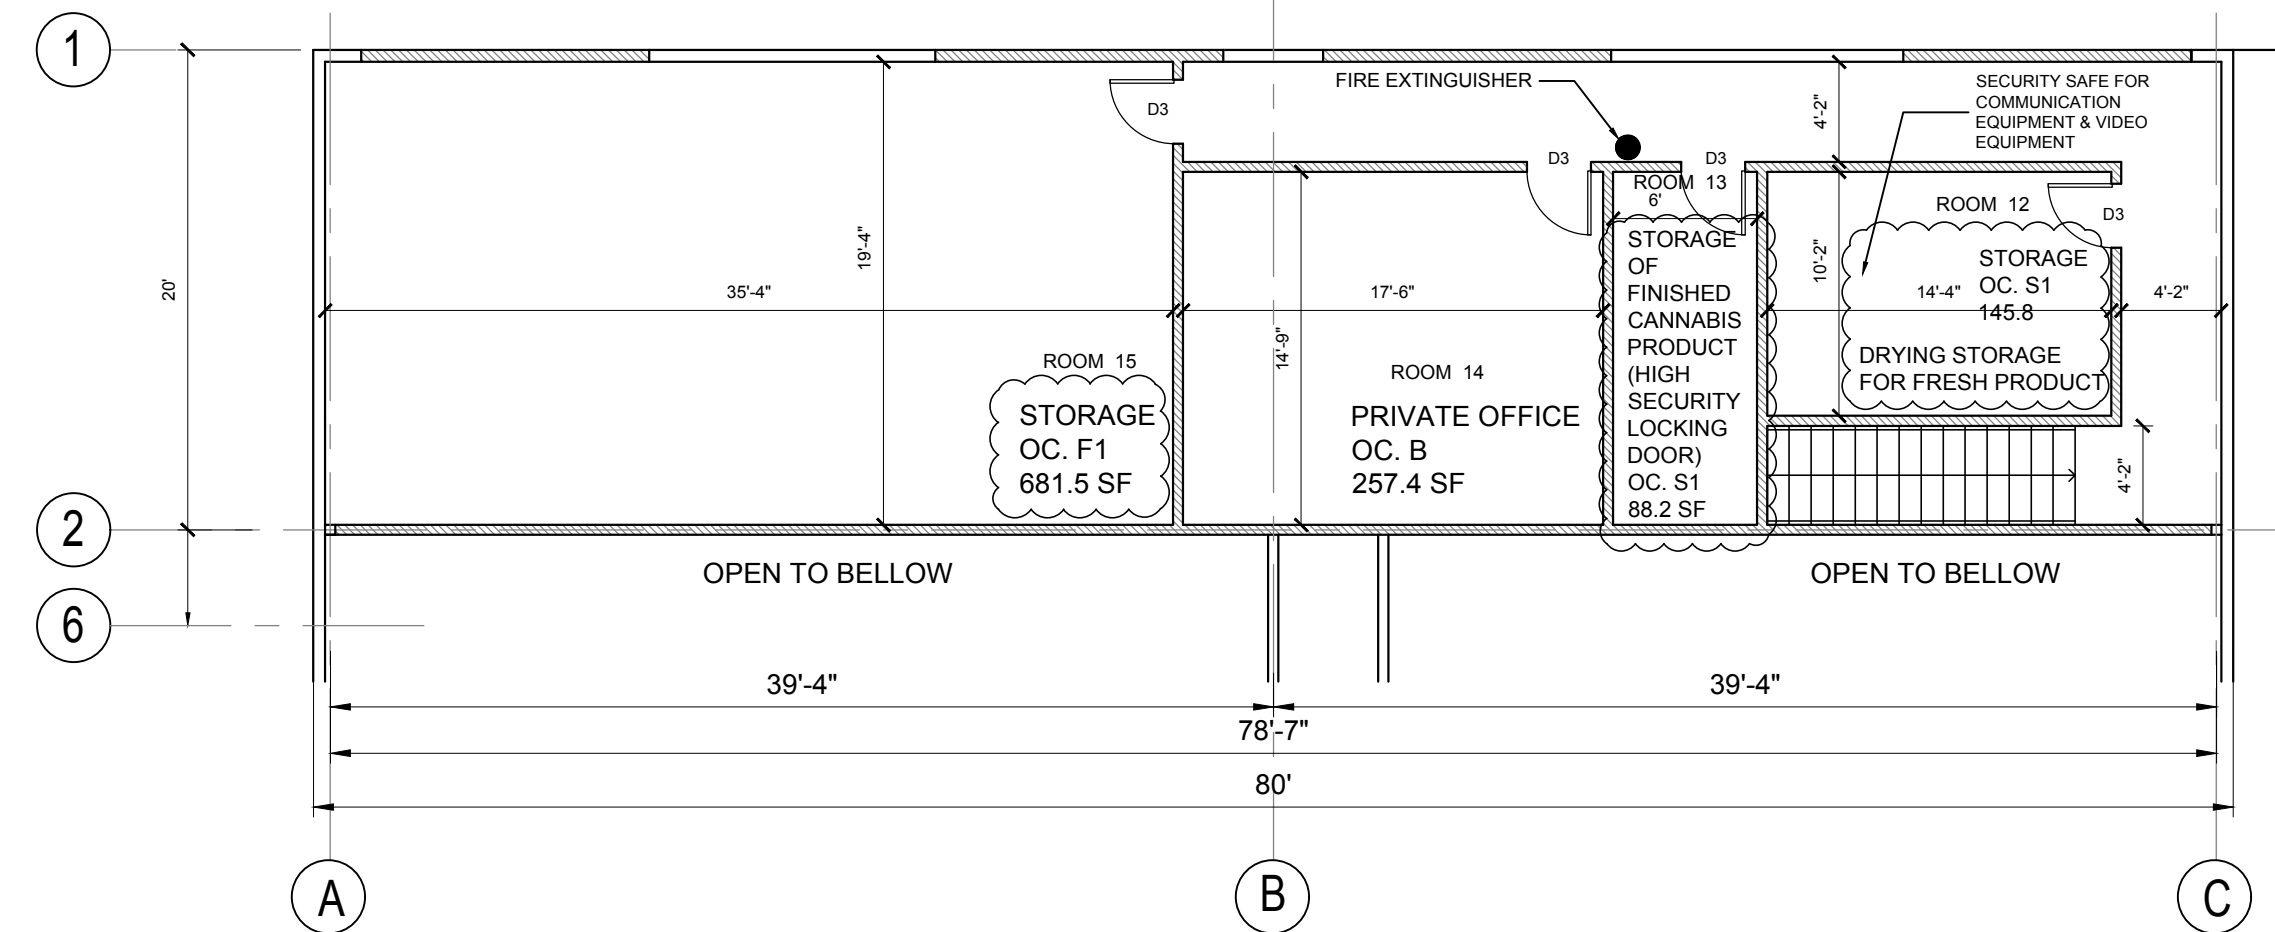 1
FIRE EXTINGUISHER
SECURITY SAFE FOR
COMMUNICATION
EQUIPMENT & VIDEO
EQUIPMENT
D3
4'-2"
D3
D3
ROOM 13
6'
ROOM 12
D3
20'
19'-4"
35'-4"
17'-6"
14'-9"
STORAGE
OF
FINISHED
CANNABIS
PRODUCT
(HIGH
SECURITY
LOCKING
DOOR)
OC. S1
88.2 SF
10'-2"
14'-4"
STORAGE
OC. S1
145.8
DRYING STORAGE
FOR FRESH PRODUCT
4'-2"
ROOM 15
STORAGE
OC. F1
681.5 SF
ROOM 14
PRIVATE OFFICE
OC. B
257.4 SF
4'-2"
2
OPEN TO BELLOW
OPEN TO BELLOW
6
39'-4"
39'-4"
78'-7"
80'
A
B
C